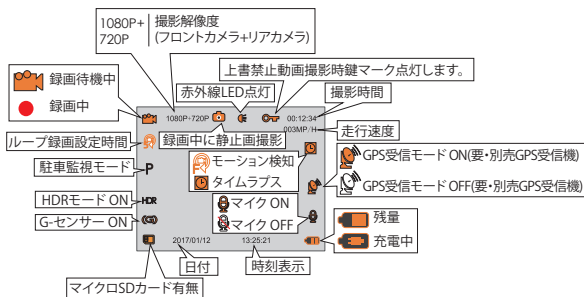 1080P+
720P
撮影解像度
(フロントカメラ+リアカメラ)
上書禁止動画撮影時鍵マーク点灯します。
録画待機中
録画中
赤外線LED点灯
撮影時間
1080P+720P
00:12:34
003MP/H
走行速度
ループ録画設定時間
録画中に静止画撮影
駐車監視モード
P
モーション検知
タイムラプス
GPS受信モード ON(要・別売GPS受信機)
GPS受信モード OFF(要・別売GPS受信機)
HDRモード ON
HDR
マイク ON
マイク OFF
G-センサー ON
残量
充電中
2017/01/12
13:25:21
日付
時刻表示
マイクロSDカード有無